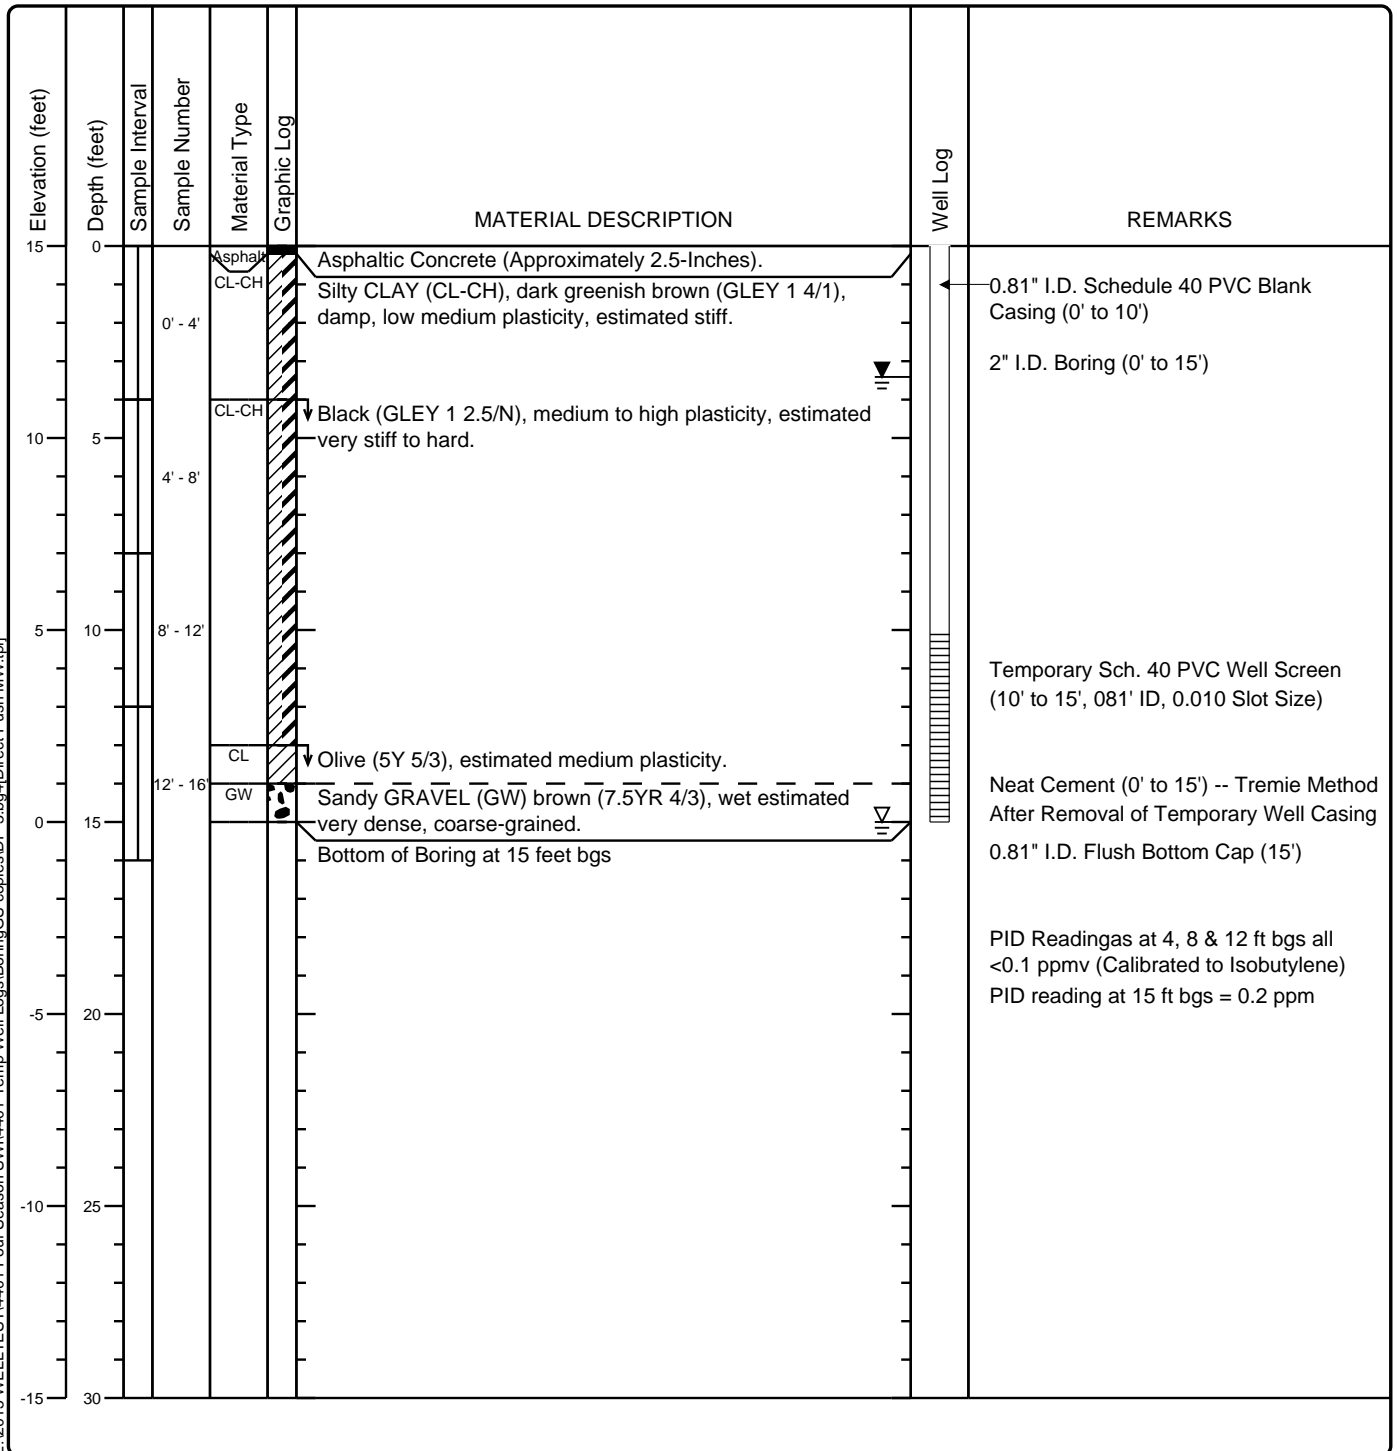 Elevation (feet)
Depth (feet)
Sample Interval
Sample Number
Material Type
Graphic Log
MATERIAL DESCRIPTION
Well Log
REMARKS
15
0
Asphalt
Asphaltic Concrete (Approximately 2.5-Inches).
CL-CH
Silty CLAY (CL-CH), dark greenish brown (GLEY 1 4/1),
damp, low medium plasticity, estimated stiff.
0.81" I.D. Schedule 40 PVC Blank
Casing (0' to 10')
0' - 4'
2" I.D. Boring (0' to 15')
CL-CH
Black (GLEY 1 2.5/N), medium to high plasticity, estimated
very stiff to hard.
10
5
4' - 8'
5
10
8' - 12'
Temporary Sch. 40 PVC Well Screen
(10' to 15', 081' ID, 0.010 Slot Size)
CL
Olive (5Y 5/3), estimated medium plasticity.
12' - 16'
GW
Sandy GRAVEL (GW) brown (7.5YR 4/3), wet estimated
very dense, coarse-grained.
Neat Cement (0' to 15') -- Tremie Method
After Removal of Temporary Well Casing
0
15
Bottom of Boring at 15 feet bgs
0.81" I.D. Flush Bottom Cap (15')
PID Readingas at 4, 8 & 12 ft bgs all
<0.1 ppmv (Calibrated to Isobutylene)
PID reading at 15 ft bgs = 0.2 ppm
-5
20
-10
25
-15
30